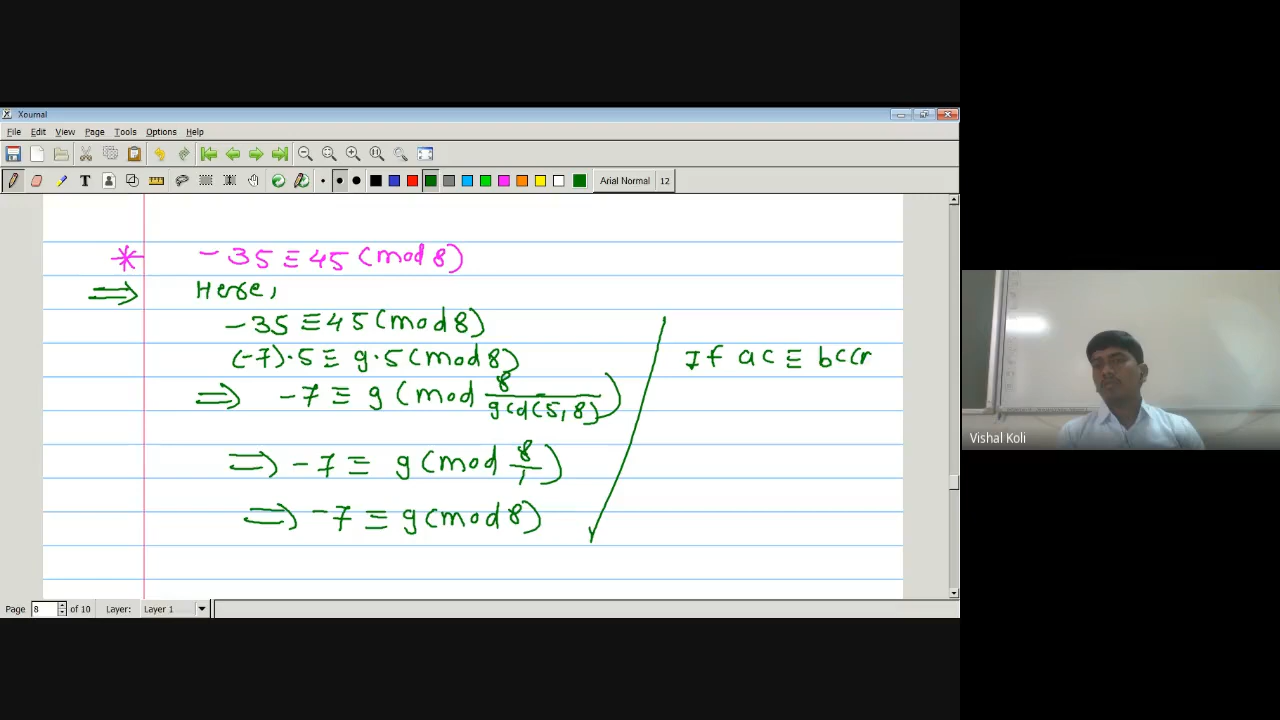 Xournal
File Edit View Page Tools Options Help
Arial Normal 12
* -35 ≡ 45 (mod 8)
⇒ Here,
-35 ≡ 45 (mod 8)
(-7)·5 ≡ 9·5 (mod 8)
If ac ≡ bc (m
⇒ -7 ≡ 9 (mod 8/gcd(5,8))
⇒ -7 ≡ 9 (mod 8/1)
⇒ -7 ≡ 9 (mod 8)
Vishal Koli
Page 8 of 10 Layer: Layer 1